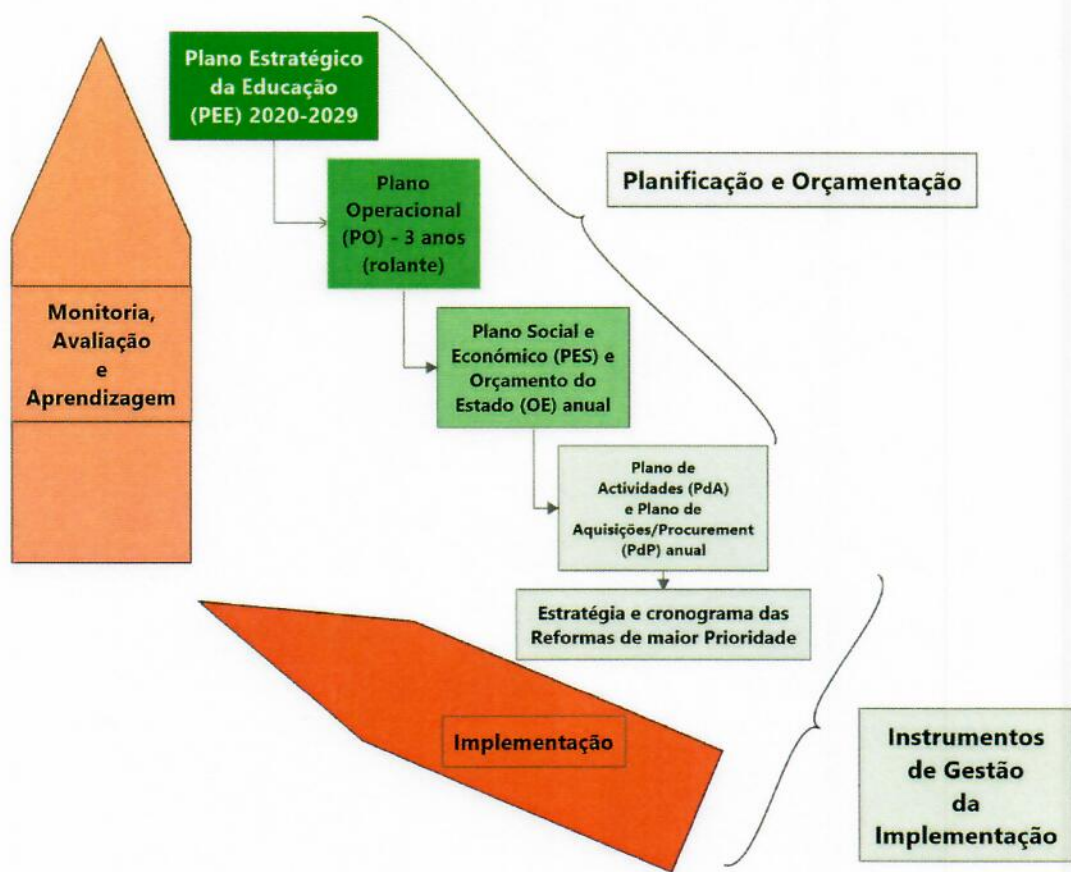 Plano Estratégico
da Educação
(PEE) 2020-2029
Plano
Operacional
(PO) - 3 anos
(rolante)
Planificação e Orçamentação
Monitoria,
Avaliação
e
Aprendizagem
Plano Social e
Económico (PES) e
Orçamento do
Estado (OE) anual
Plano de
Actividades (PdA)
e Plano de
Aquisições/Procurement
(PdP) anual
Estratégia e cronograma das
Reformas de maior Prioridade
Implementação
Instrumentos
de Gestão
da
Implementação